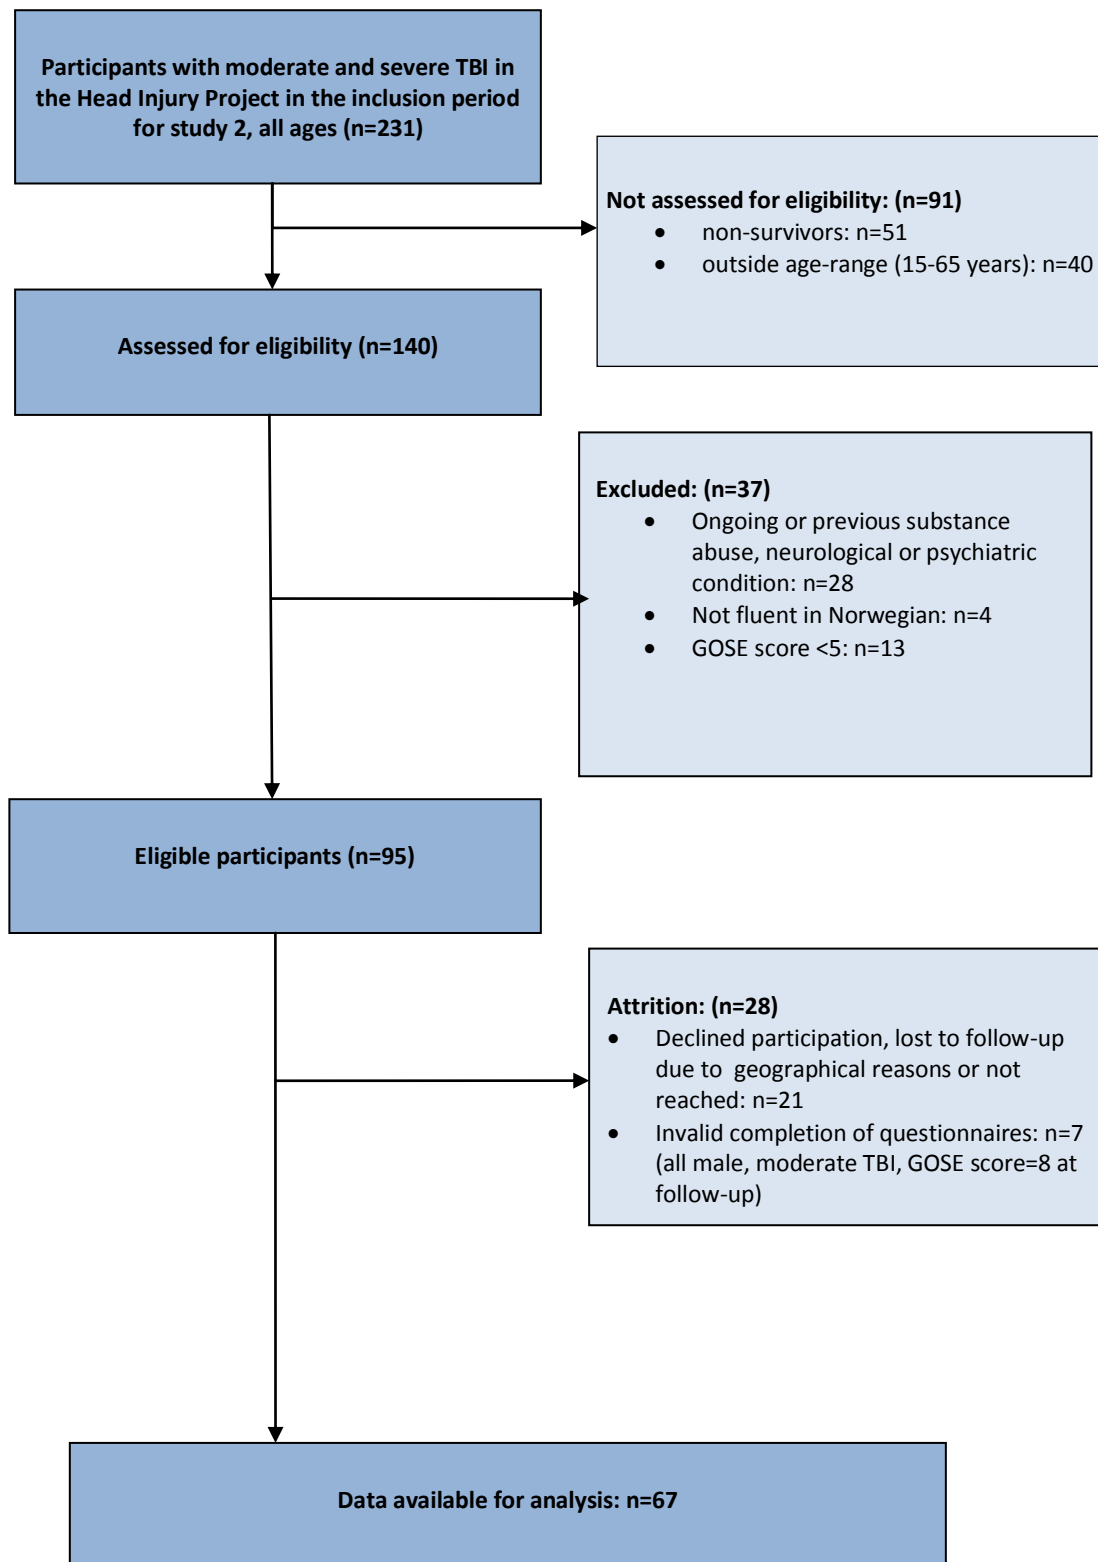 Participants with moderate and severe TBI in
the Head Injury Project in the inclusion period
for study 2, all ages (n=231)
Not assessed for eligibility: (n=91)
• non-survivors: n=51
• outside age-range (15-65 years): n=40
Assessed for eligibility (n=140)
Excluded: (n=37)
• Ongoing or previous substance
abuse, neurological or psychiatric
condition: n=28
• Not fluent in Norwegian: n=4
• GOSE score <5: n=13
Eligible participants (n=95)
Attrition: (n=28)
• Declined participation, lost to follow-up
due to geographical reasons or not
reached: n=21
• Invalid completion of questionnaires: n=7
(all male, moderate TBI, GOSE score=8 at
follow-up)
Data available for analysis: n=67